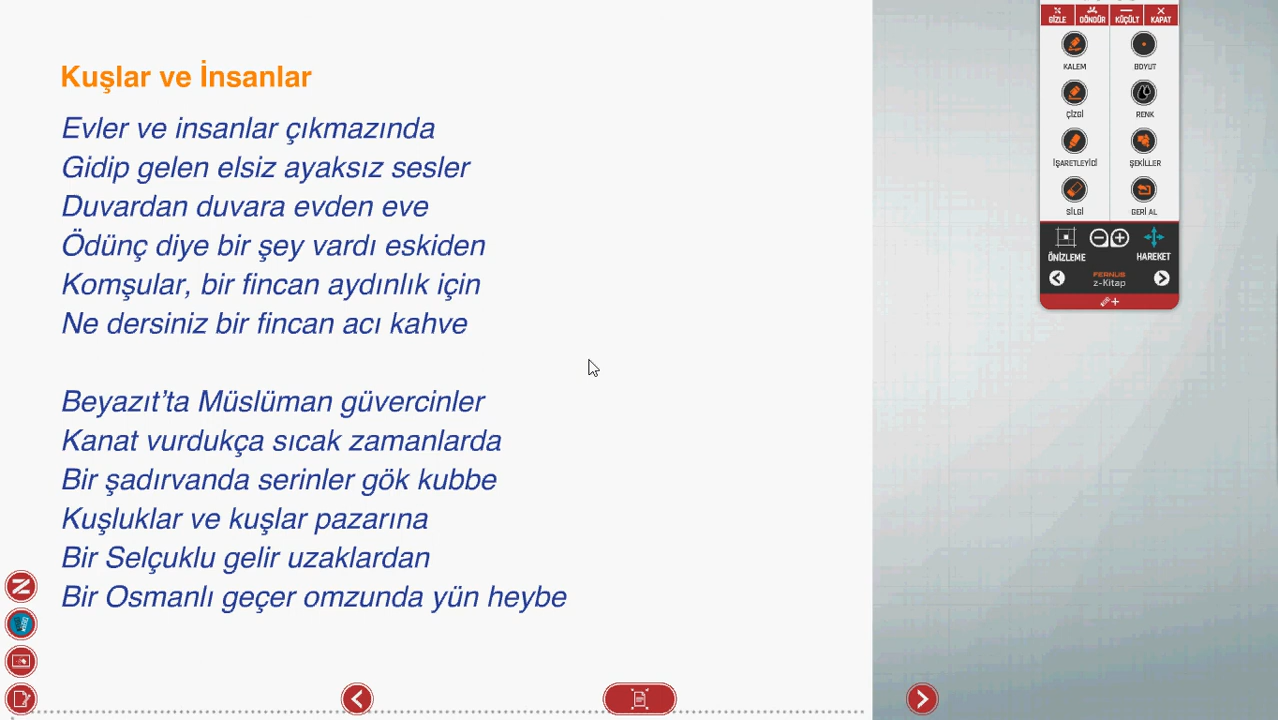 Kuşlar ve İnsanlar
Evler ve insanlar çıkmazında
Gidip gelen elsiz ayaksız sesler
Duvardan duvara evden eve
Ödünç diye bir şey vardı eskiden
Komşular, bir fincan aydınlık için
Ne dersiniz bir fincan acı kahve
Beyazıt’ta Müslüman güvercinler
Kanat vurdukça sıcak zamanlarda
Bir şadırvanda serinler gök kubbe
Kuşluklar ve kuşlar pazarına
Bir Selçuklu gelir uzaklardan
Bir Osmanlı geçer omzunda yün heybe
GİZLE DÖNDÜR KÜÇÜLT KAPAT
KALEM BOYUT
ÇİZGİ RENK
İŞARETLEYİCİ ŞEKİLLER
SİLGİ GERİ AL
ÖNİZLEME HAREKET
FERNUS
z-Kitap